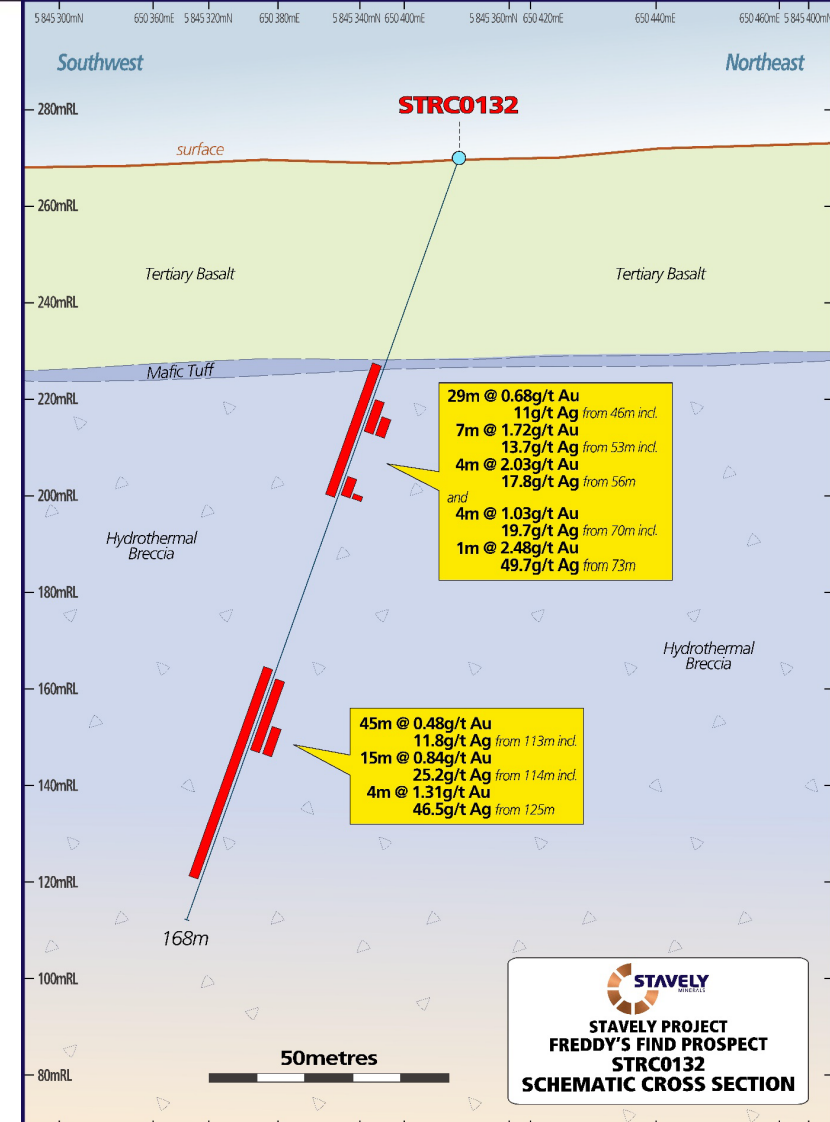 5 845 300mN 650 360mE 5 845 320mN 650 380mE 5 845 340mN 650 400mE 5 845 360mN 650 420mE 650 440mE 650 460mE 5 845 400mN
Southwest Northeast
280mRL
STRC0132
surface
260mRL
Tertiary Basalt Tertiary Basalt
240mRL
Mafic Tuff
220mRL
29m @ 0.68g/t Au
11g/t Ag from 46m incl.
7m @ 1.72g/t Au
13.7g/t Ag from 53m incl.
4m @ 2.03g/t Au
17.8g/t Ag from 56m
and
4m @ 1.03g/t Au
19.7g/t Ag from 70m incl.
1m @ 2.48g/t Au
49.7g/t Ag from 73m
200mRL
Hydrothermal
Breccia
180mRL
Hydrothermal
Breccia
160mRL
45m @ 0.48g/t Au
11.8g/t Ag from 113m incl.
15m @ 0.84g/t Au
25.2g/t Ag from 114m incl.
4m @ 1.31g/t Au
46.5g/t Ag from 125m
140mRL
120mRL
168m
100mRL
STAVELY
MINERALS
STAVELY PROJECT
FREDDY'S FIND PROSPECT
STRC0132
SCHEMATIC CROSS SECTION
50metres
80mRL